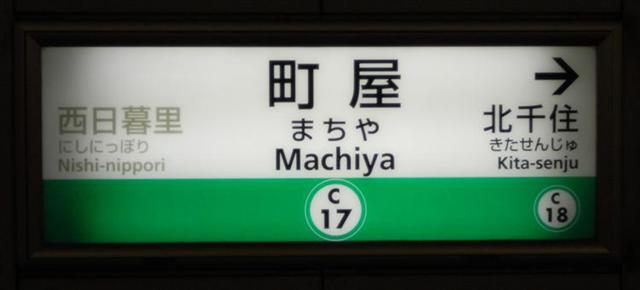 西日暮里
にしにっぽり
Nishi-nippori
町屋
まちや
Machiya
C
17
→
北千住
きたせんじゅ
Kita-senju
C
18